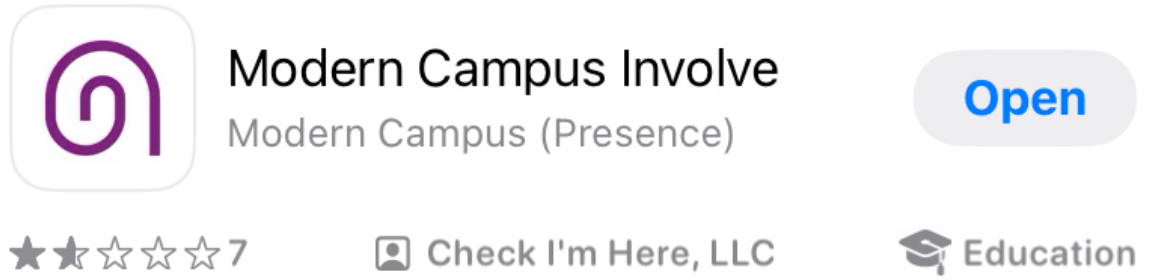 Modern Campus Involve
Modern Campus (Presence)
Open
7
Check I'm Here, LLC
Education